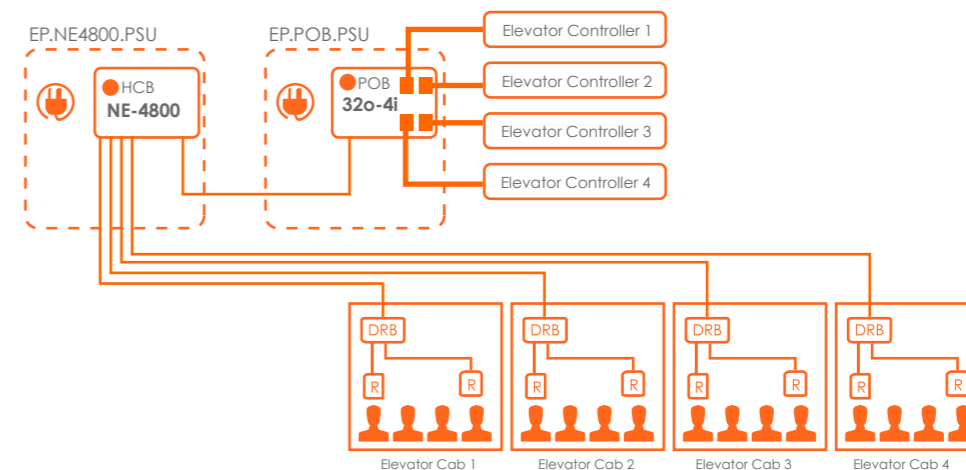 EP.NE4800.PSU
EP.POB.PSU
HCB
NE-4800
POB
32o-4i
Elevator Controller 1
Elevator Controller 2
Elevator Controller 3
Elevator Controller 4
DRB
R
R
Elevator Cab 1
DRB
R
R
Elevator Cab 2
DRB
R
R
Elevator Cab 3
DRB
R
R
Elevator Cab 4